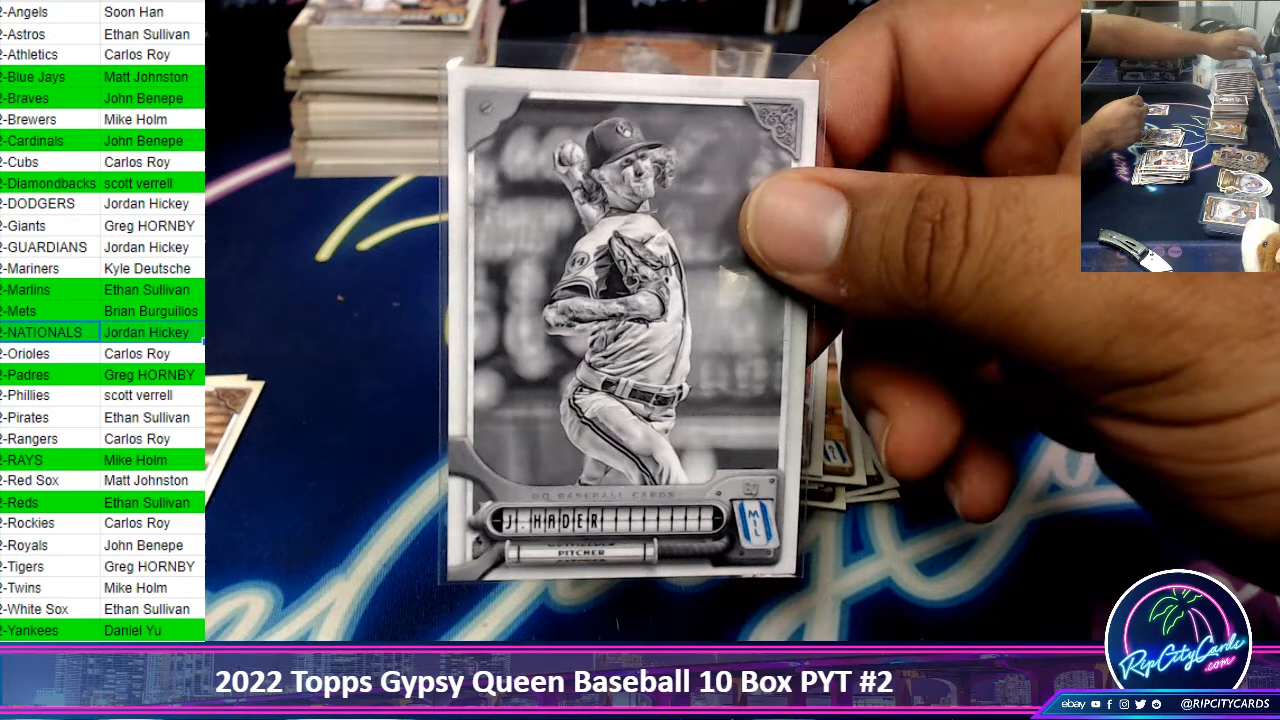 2-Angels Soon Han
2-Astros Ethan Sullivan
2-Athletics Carlos Roy
2-Blue Jays Matt Johnston
2-Braves John Benepe
2-Brewers Mike Holm
2-Cardinals John Benepe
2-Cubs Carlos Roy
2-Diamondbacks scott verrell
2-DODGERS Jordan Hickey
2-Giants Greg HORNBY
2-GUARDIANS Jordan Hickey
2-Mariners Kyle Deutsche
2-Marlins Ethan Sullivan
2-Mets Brian Burguillos
2-NATIONALS Jordan Hickey
2-Orioles Carlos Roy
2-Padres Greg HORNBY
2-Phillies scott verrell
2-Pirates Ethan Sullivan
2-Rangers Carlos Roy
2-RAYS Mike Holm
2-Red Sox Matt Johnston
2-Reds Ethan Sullivan
2-Rockies Carlos Roy
2-Royals John Benepe
2-Tigers Greg HORNBY
2-Twins Mike Holm
2-White Sox Ethan Sullivan
2-Yankees Daniel Yu
GQ BASEBALL CARDS
J. HADER
PITCHER
MIL
2022 Topps Gypsy Queen Baseball 10 Box PYT #2
RipCityCards
.com
ebay
@RIPCITYCARDS